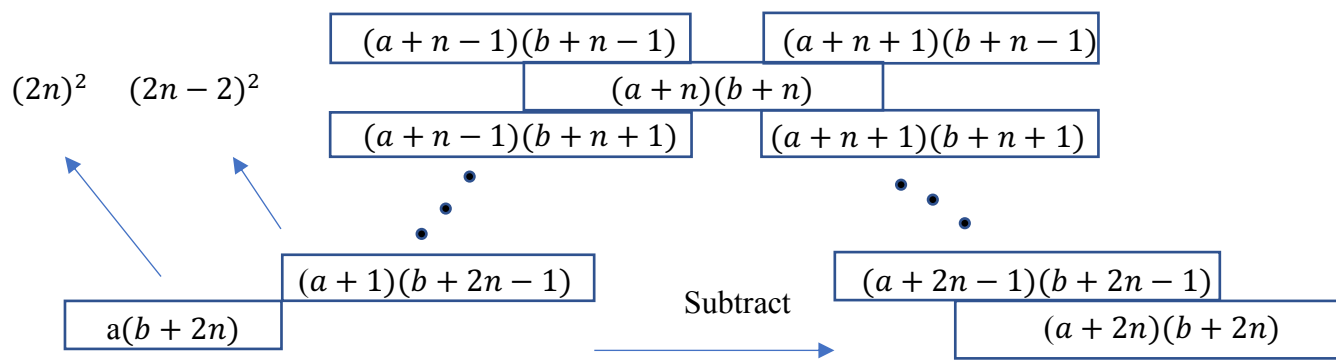 (a + n − 1)(b + n − 1) (a + n + 1)(b + n − 1)
(2n)² (2n − 2)² (a + n)(b + n)
(a + n − 1)(b + n + 1) (a + n + 1)(b + n + 1)
(a + 1)(b + 2n − 1) (a + 2n − 1)(b + 2n − 1)
Subtract
a(b + 2n) (a + 2n)(b + 2n)